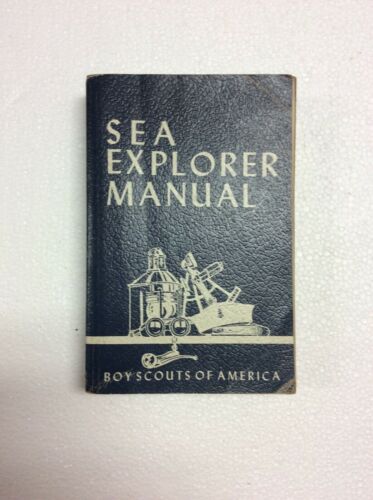 SEA
EXPLORER
MANUAL
BOY SCOUTS OF AMERICA